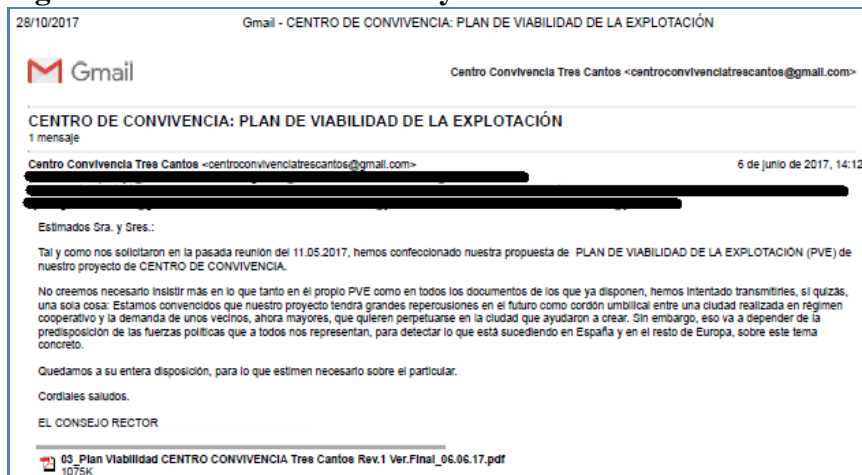 28/10/2017 Gmail - CENTRO DE CONVIVENCIA: PLAN DE VIABILIDAD DE LA EXPLOTACIÓN
Gmail Centro Convivencia Tres Cantos <centroconvivenciatrescantos@gmail.com>
CENTRO DE CONVIVENCIA: PLAN DE VIABILIDAD DE LA EXPLOTACIÓN
1 mensaje
Centro Convivencia Tres Cantos <centroconvivenciatrescantos@gmail.com> 6 de junio de 2017, 14:12
Estimados Sra. y Sres.:
Tal y como nos solicitaron en la pasada reunión del 11.05.2017, hemos confeccionado nuestra propuesta de PLAN DE VIABILIDAD DE LA EXPLOTACIÓN (PVE) de
nuestro proyecto de CENTRO DE CONVIVENCIA.
No creemos necesario insistir más en lo que tanto en él propio PVE como en todos los documentos de los que ya disponen, hemos intentado transmitirles, si quizás,
una sola cosa: Estamos convencidos que nuestro proyecto tendrá grandes repercusiones en el futuro como cordón umbilical entre una ciudad realizada en régimen
cooperativo y la demanda de unos vecinos, ahora mayores, que quieren perpetuarse en la ciudad que ayudaron a crear. Sin embargo, eso va a depender de la
predisposición de las fuerzas políticas que a todos nos representan, para detectar lo que está sucediendo en España y en el resto de Europa, sobre este tema
concreto.
Quedamos a su entera disposición, para lo que estimen necesario sobre el particular.
Cordiales saludos.
EL CONSEJO RECTOR
03_Plan Viabilidad CENTRO CONVIVENCIA Tres Cantos Rev.1 Ver.Final_06.06.17.pdf
1075K